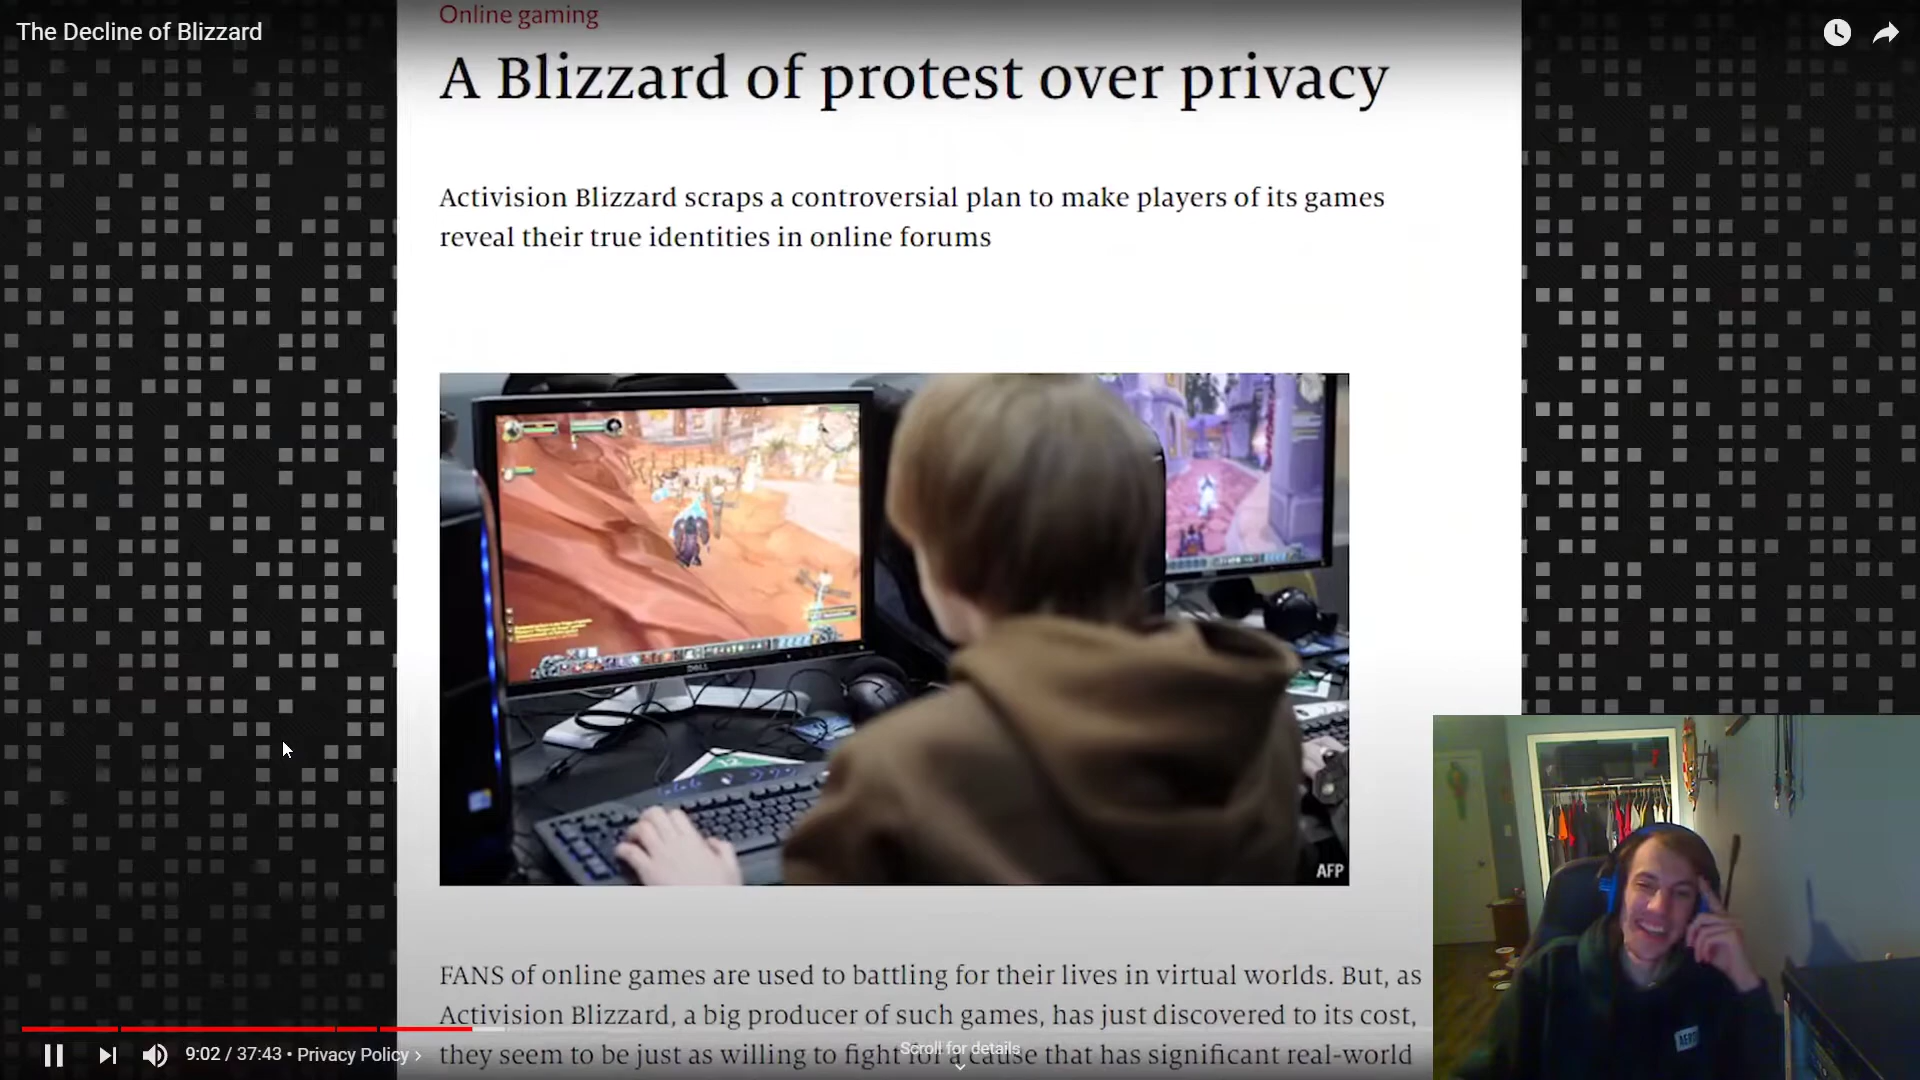 The Decline of Blizzard
Online gaming
A Blizzard of protest over privacy
Activision Blizzard scraps a controversial plan to make players of its games
reveal their true identities in online forums
DELL
12
AFP
FANS of online games are used to battling for their lives in virtual worlds. But, as
Activision Blizzard, a big producer of such games, has just discovered to its cost,
they seem to be just as willing to fight for a cause that has significant real-world
9:02 / 37:43 • Privacy Policy ›
Scroll for details